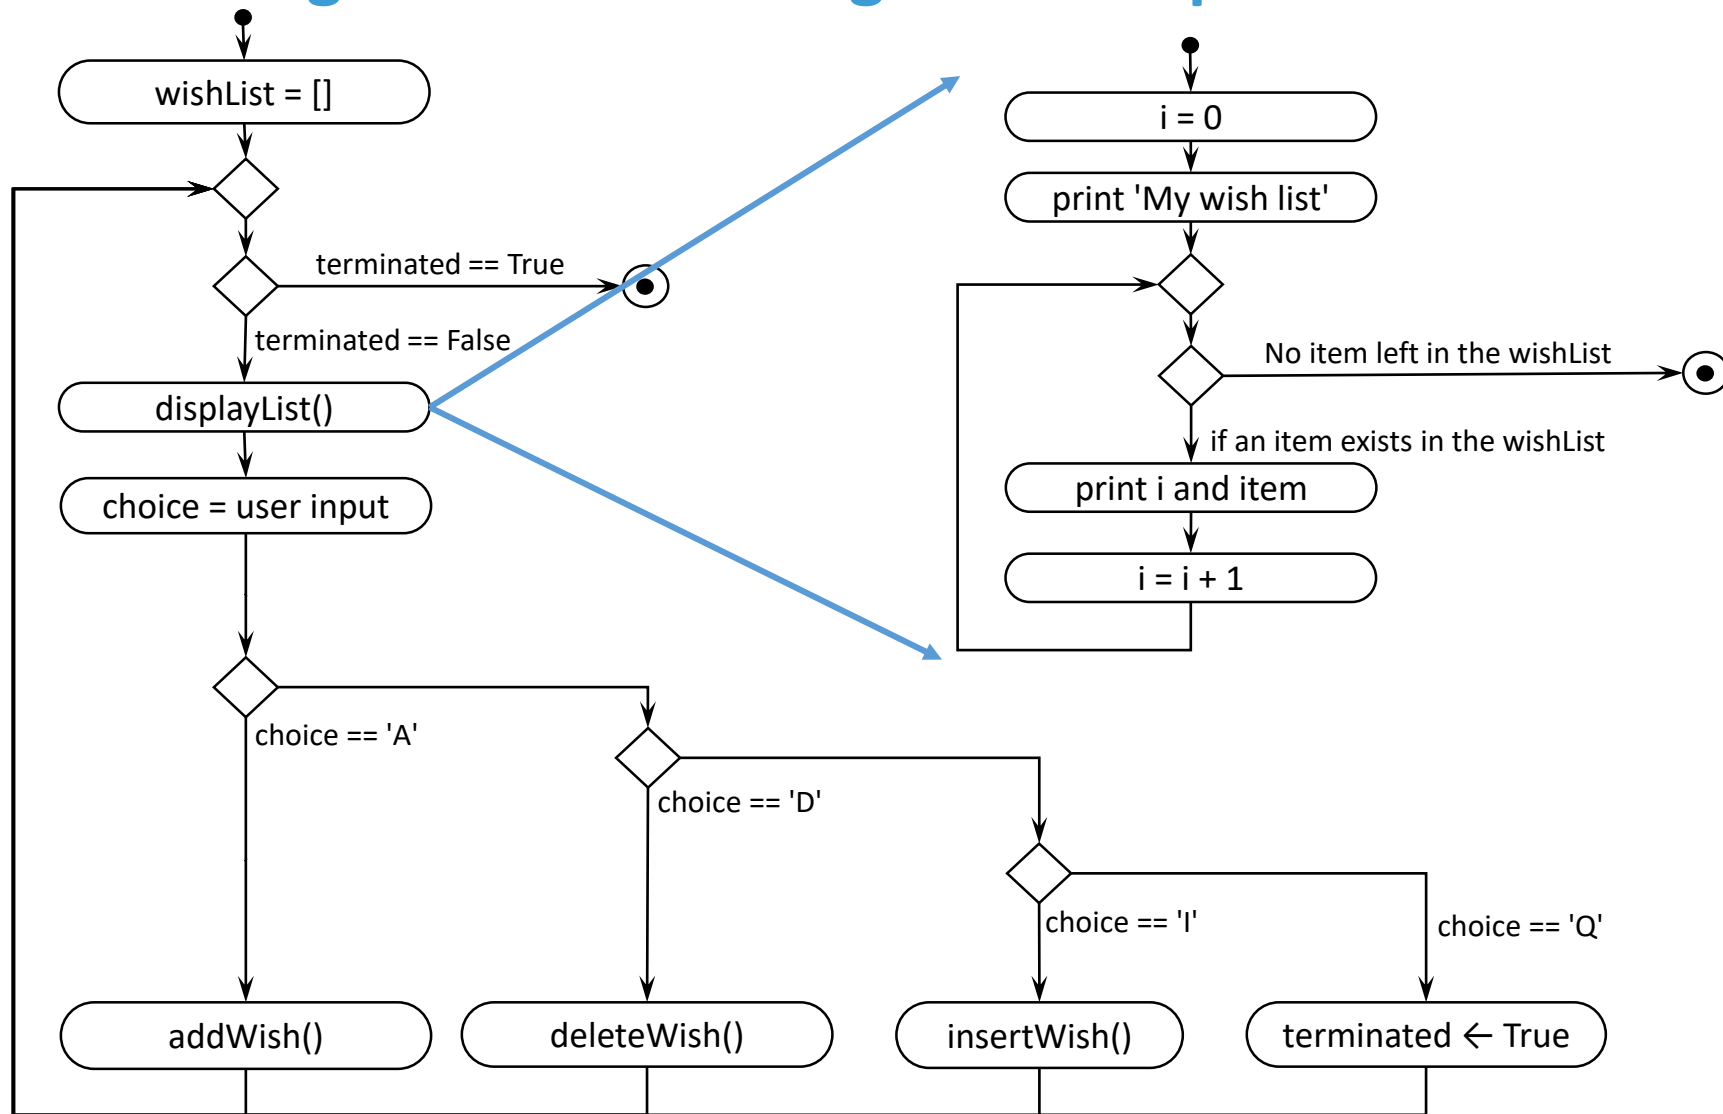 wishList = []
terminated == True
terminated == False
displayList()
choice = user input
choice == 'A'
choice == 'D'
choice == 'I'
choice == 'Q'
addWish()
deleteWish()
insertWish()
terminated ← True
i = 0
print 'My wish list'
No item left in the wishList
if an item exists in the wishList
print i and item
i = i + 1